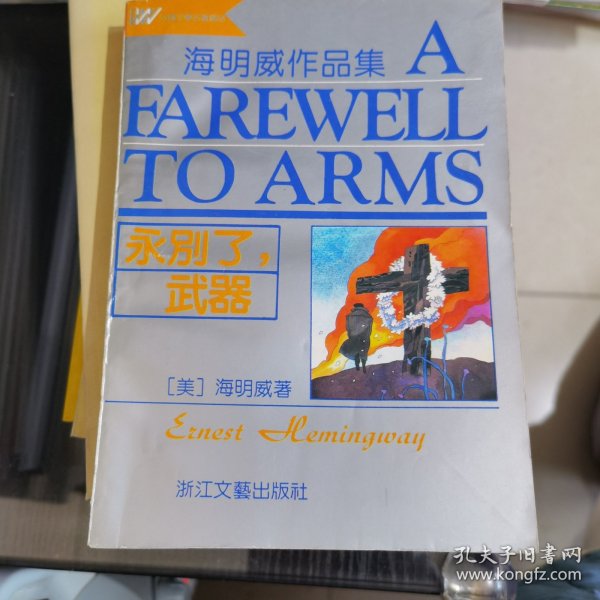 海明威作品集 A
FAREWELL
TO ARMS
永别了,
武器
[美] 海明威著
Ernest Hemingway
浙江文藝出版社
孔夫子旧書网
www.kongfz.com